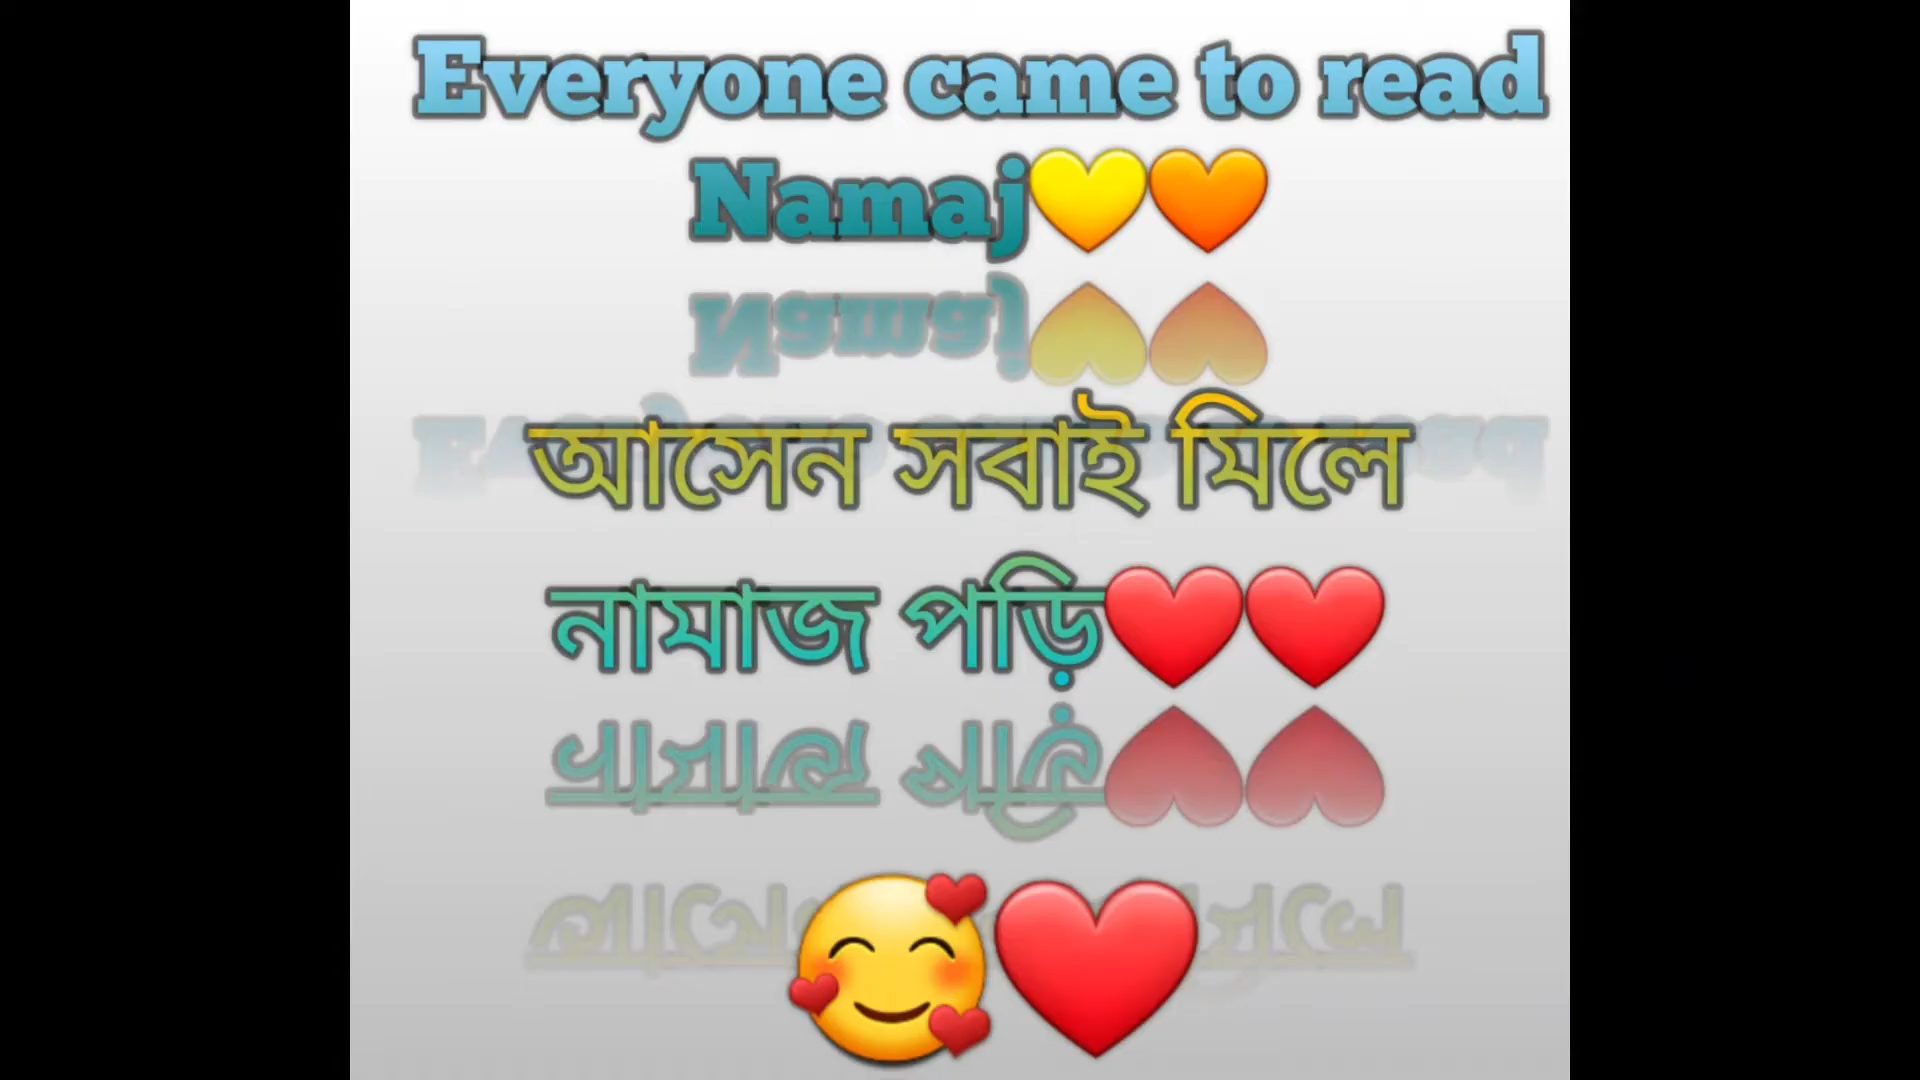 Everyone came to read
Namaj💛🧡
আসেন সবাই মিলে
নামাজ পড়ি❤️❤️
🥰❤️